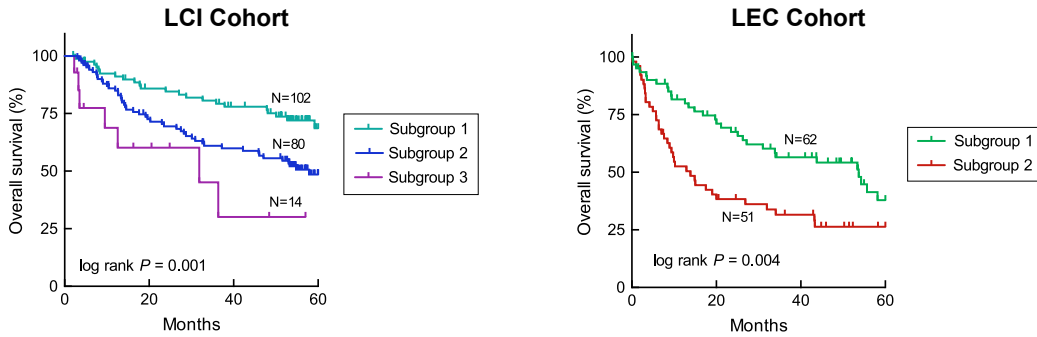 LCI Cohort
Overall survival (%)
100
75
50
25
0
0 20 40 60
Months
N=102
N=80
N=14
log rank P = 0.001
Subgroup 1
Subgroup 2
Subgroup 3
LEC Cohort
Overall survival (%)
100
75
50
25
0
0 20 40 60
Months
N=62
N=51
log rank P = 0.004
Subgroup 1
Subgroup 2